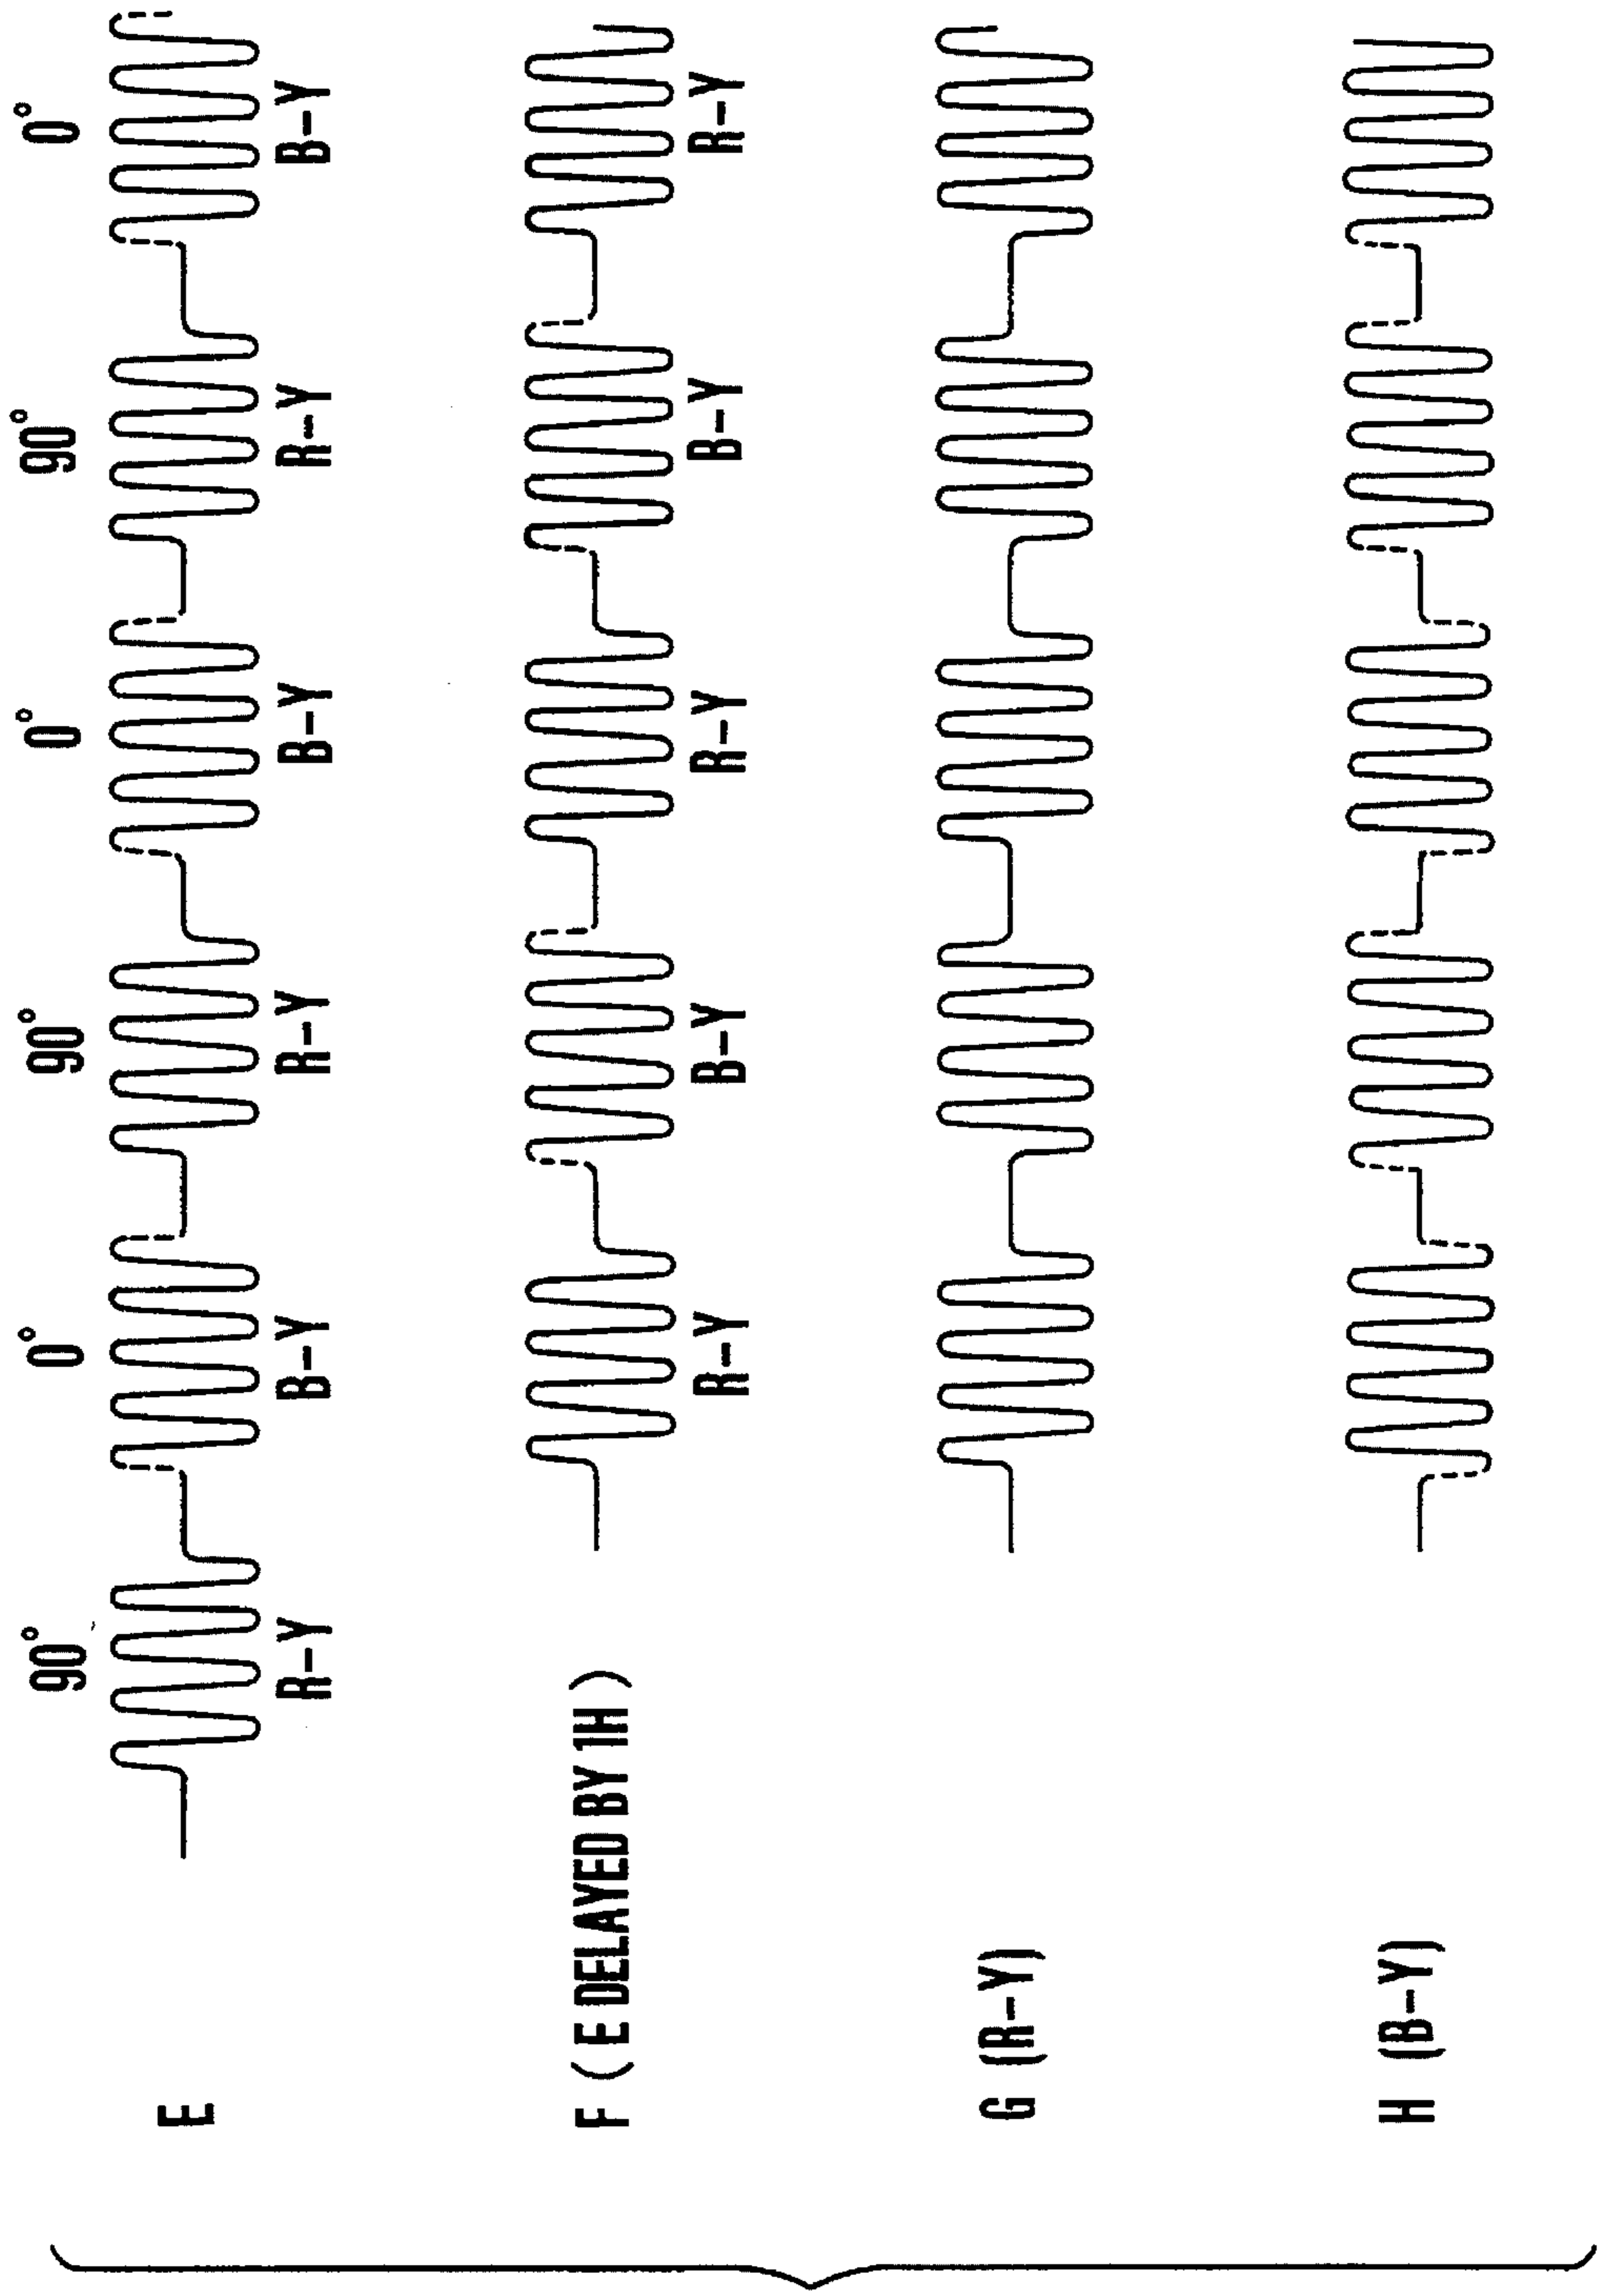 90° 0° 90° 0° 90° 0°
E
R-Y B-Y R-Y B-Y R-Y B-Y
F ( E DELAYED BY 1H )
R-Y B-Y R-Y B-Y R-Y
G (R-Y)
H (B-Y)